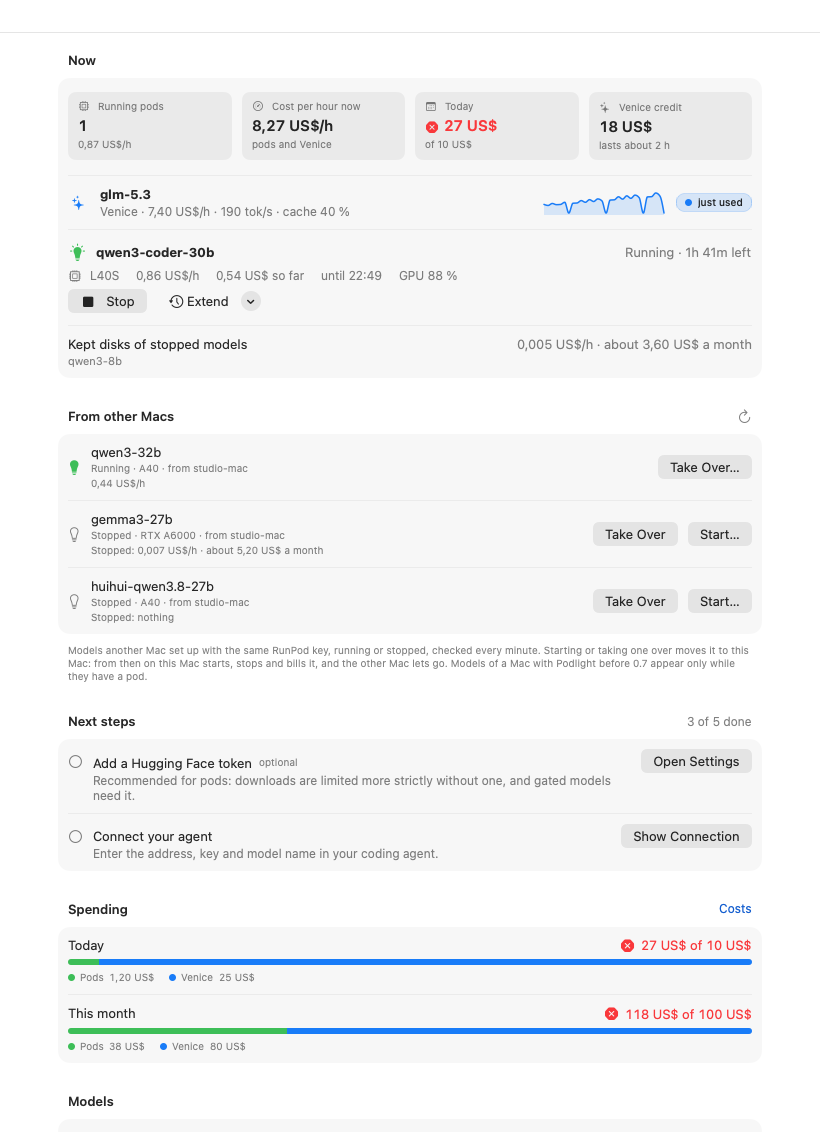 Now
Running pods
1
0,87 US$/h
Cost per hour now
8,27 US$/h
pods and Venice
Today
27 US$
of 10 US$
Venice credit
18 US$
lasts about 2 h
glm-5.3
Venice · 7,40 US$/h · 190 tok/s · cache 40 %
just used
qwen3-coder-30b
Running · 1h 41m left
L40S 0,86 US$/h 0,54 US$ so far until 22:49 GPU 88 %
Stop
Extend
Kept disks of stopped models
0,005 US$/h · about 3,60 US$ a month
qwen3-8b
From other Macs
qwen3-32b
Running · A40 · from studio-mac
0,44 US$/h
Take Over...
gemma3-27b
Stopped · RTX A6000 · from studio-mac
Stopped: 0,007 US$/h · about 5,20 US$ a month
Take Over
Start...
huihui-qwen3.8-27b
Stopped · A40 · from studio-mac
Stopped: nothing
Take Over
Start...
Models another Mac set up with the same RunPod key, running or stopped, checked every minute. Starting or taking one over moves it to this
Mac: from then on this Mac starts, stops and bills it, and the other Mac lets go. Models of a Mac with Podlight before 0.7 appear only while
they have a pod.
Next steps
3 of 5 done
Add a Hugging Face token optional
Recommended for pods: downloads are limited more strictly without one, and gated models
need it.
Open Settings
Connect your agent
Enter the address, key and model name in your coding agent.
Show Connection
Spending
Costs
Today
27 US$ of 10 US$
Pods 1,20 US$ Venice 25 US$
This month
118 US$ of 100 US$
Pods 38 US$ Venice 80 US$
Models